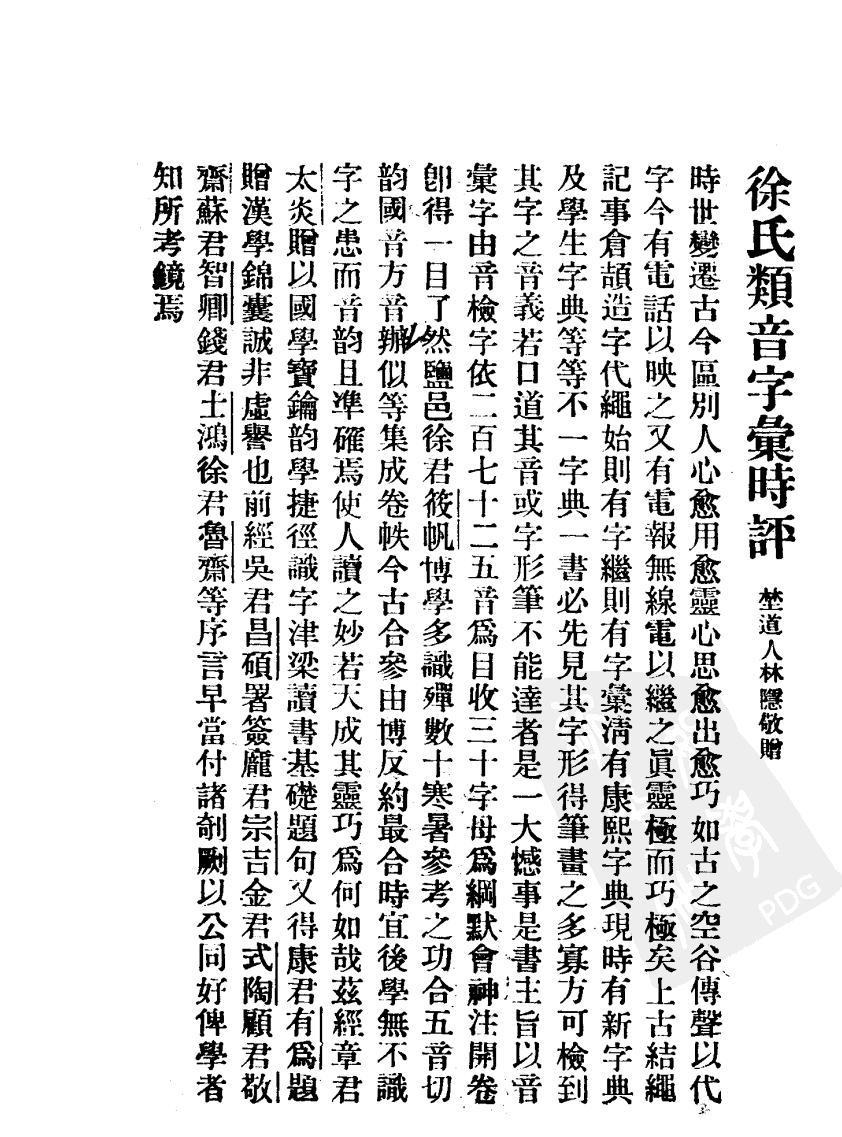 徐氏類音字彙時評 埜道人林隱敬贈
時世變遷古今區別人心愈用愈靈心思愈出愈巧如古之空谷傳聲以代
字今有電話以映之又有電報無線電以繼之眞靈極而巧極矣上古結繩
記事倉頡造字代繩始則有字繼則有字彙淸有康熙字典現時有新字典
及學生字典等等不一字典一書必先見其字形得筆畫之多寡方可檢到
其字之音義若口道其音或字形筆不能達者是一大憾事是書主旨以音
彙字由音檢字依二百七十二五音爲目收三十字母爲綱默會神注開卷
卽得一目了然鹽邑徐君筱帆博學多識殫數十寒暑參考之功合五音切
韵國音方音辦似等集成卷帙今古合參由博反約最合時宜後學無不識
字之患而音韵且準確焉使人讀之妙若天成其靈巧爲何如哉茲經章君
太炎贈以國學寶鑰韵學捷徑識字津梁讀書基礎題句又得康君有爲題
贈漢學錦囊誠非虛譽也前經吳君昌碩署簽龐君宗吉金君式陶顧君敬
齋蘇君智卿錢君士鴻徐君魯齋等序言早當付諸剞劂以公同好俾學者
知所考鏡焉
PDG